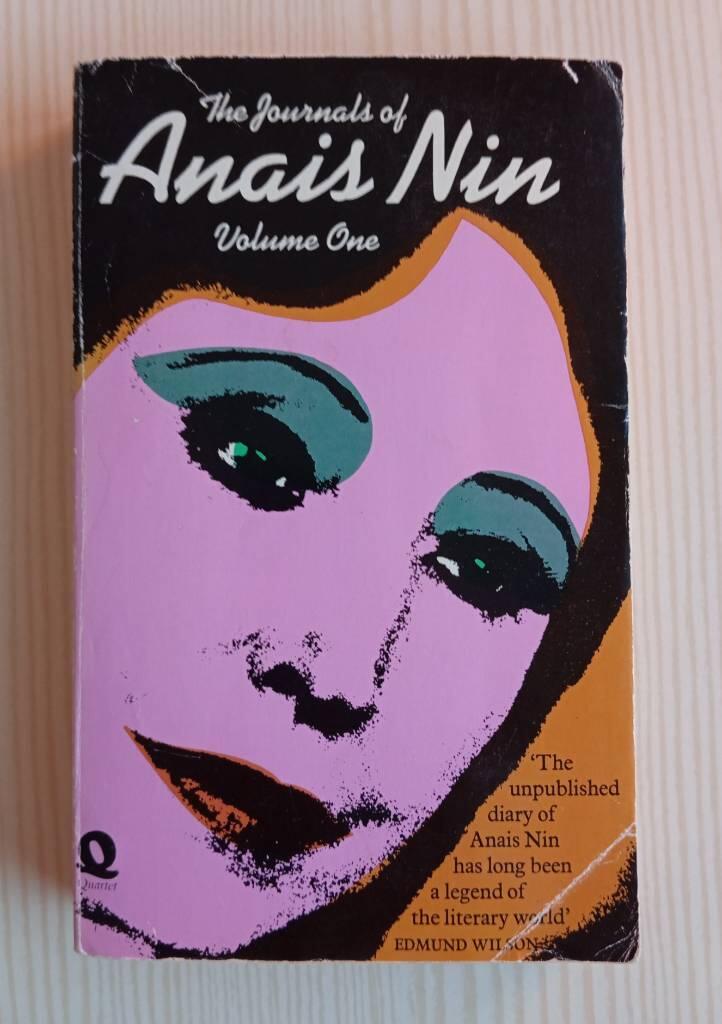 The Journals of
Anais Nin
Volume One
'The
unpublished
diary of
Anais Nin
has long been
a legend of
the literary world'
EDMUND WILSON
Q
Quartet